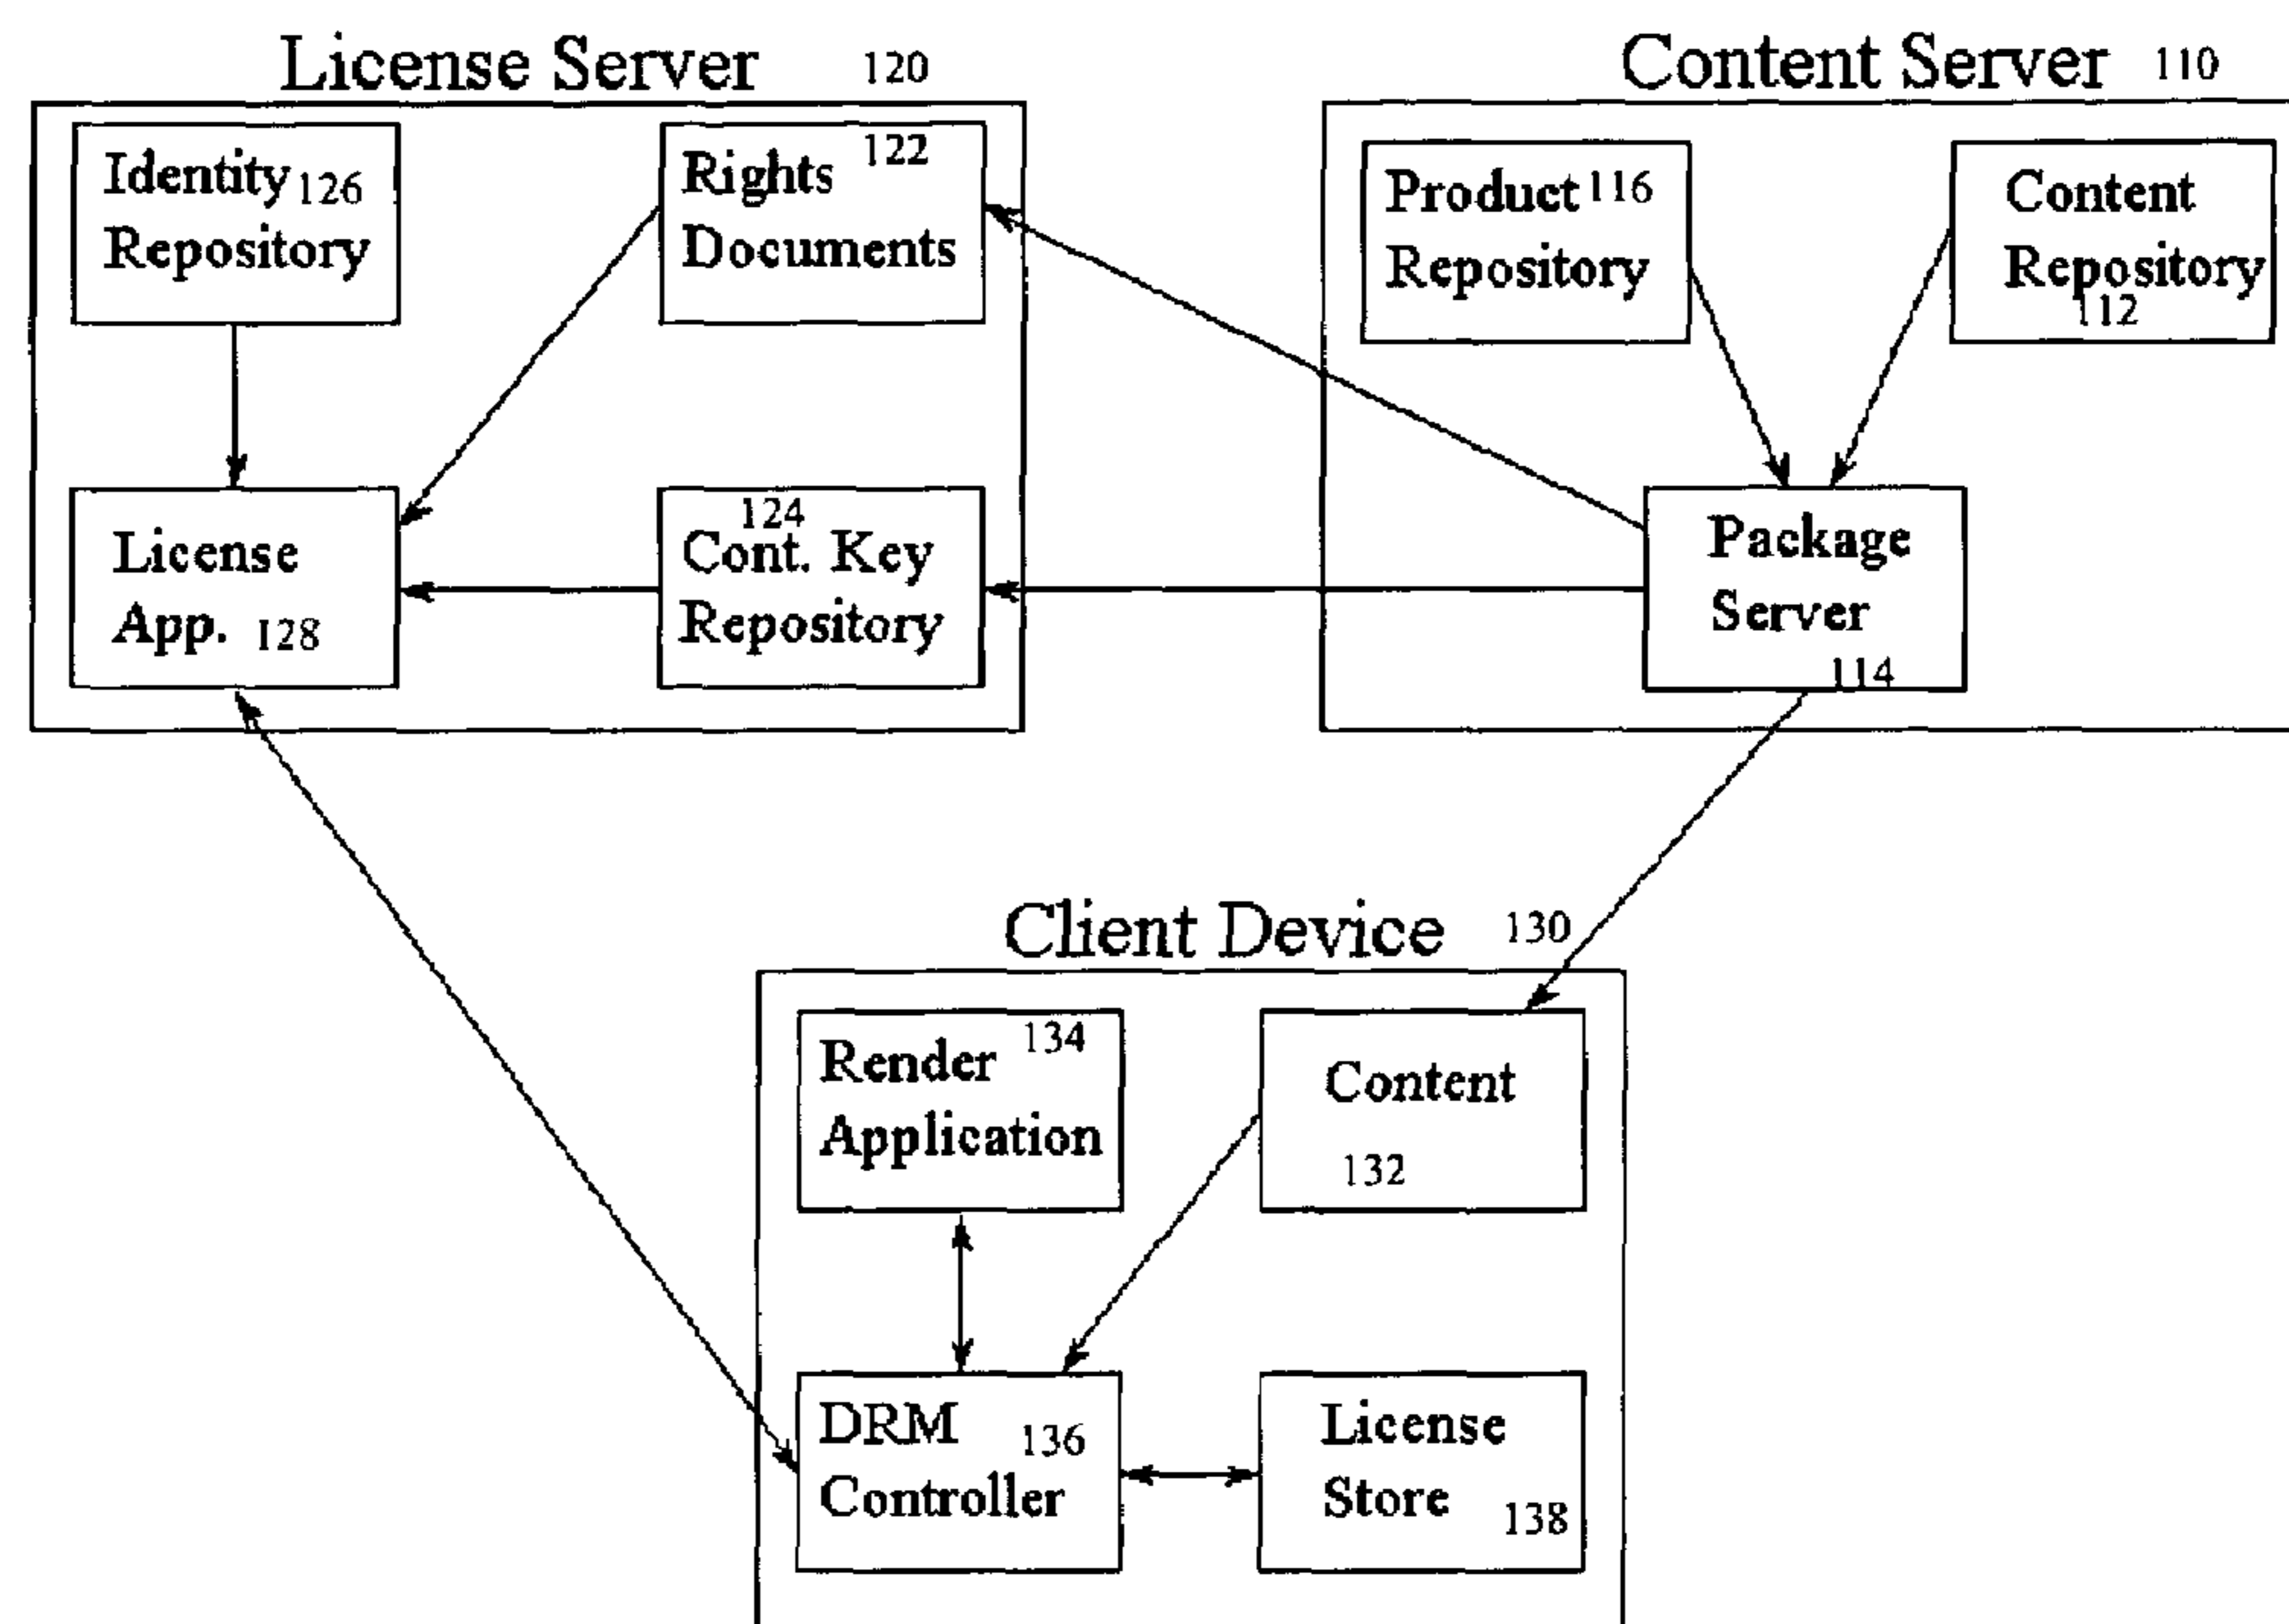 License Server 120
Identity 126
Repository
Rights 122
Documents
License
App. 128
124
Cont. Key
Repository
Content Server 110
Product 116
Repository
Content
Repository
112
Package
Server
114
Client Device 130
Render 134
Application
Content
132
DRM 136
Controller
License
Store 138